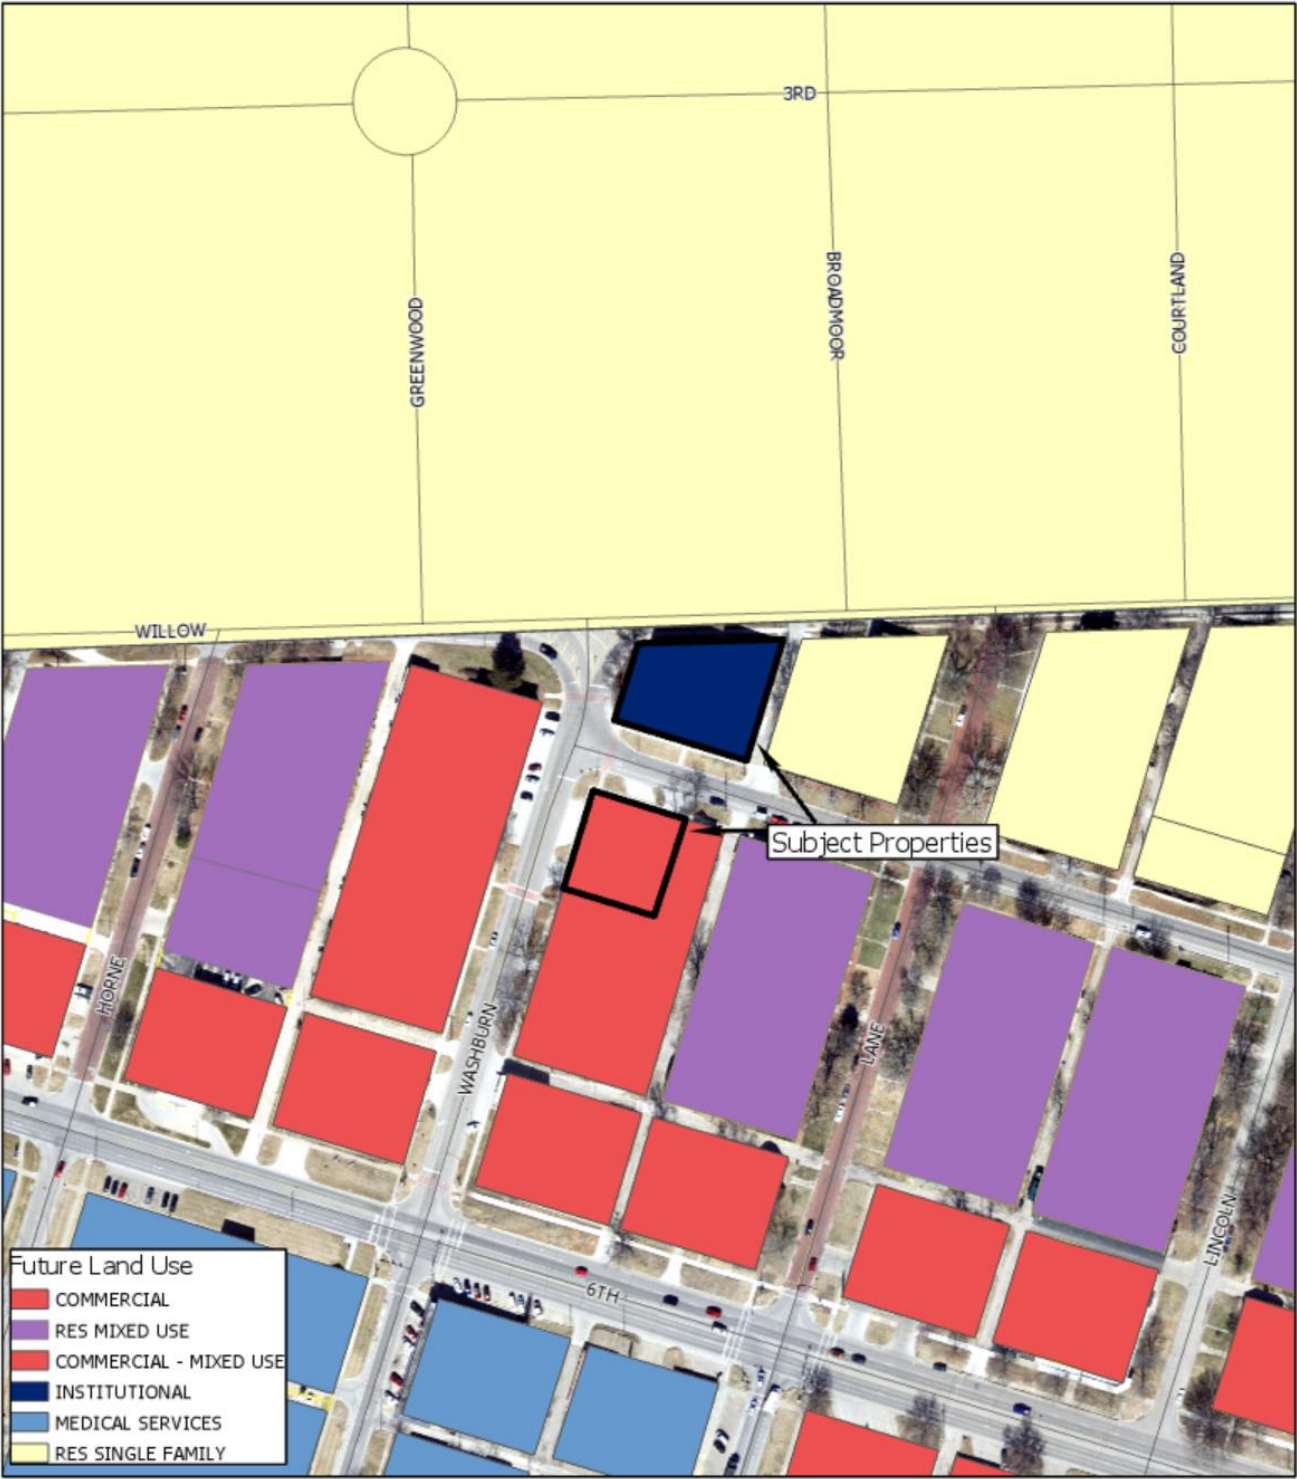 3RD
GREENWOOD
BROADMOOR
COURTLAND
WILLOW
Subject Properties
HORNE
WASHBURN
LANE
LINCOLN
6TH
Future Land Use
COMMERCIAL
RES MIXED USE
COMMERCIAL - MIXED USE
INSTITUTIONAL
MEDICAL SERVICES
RES SINGLE FAMILY